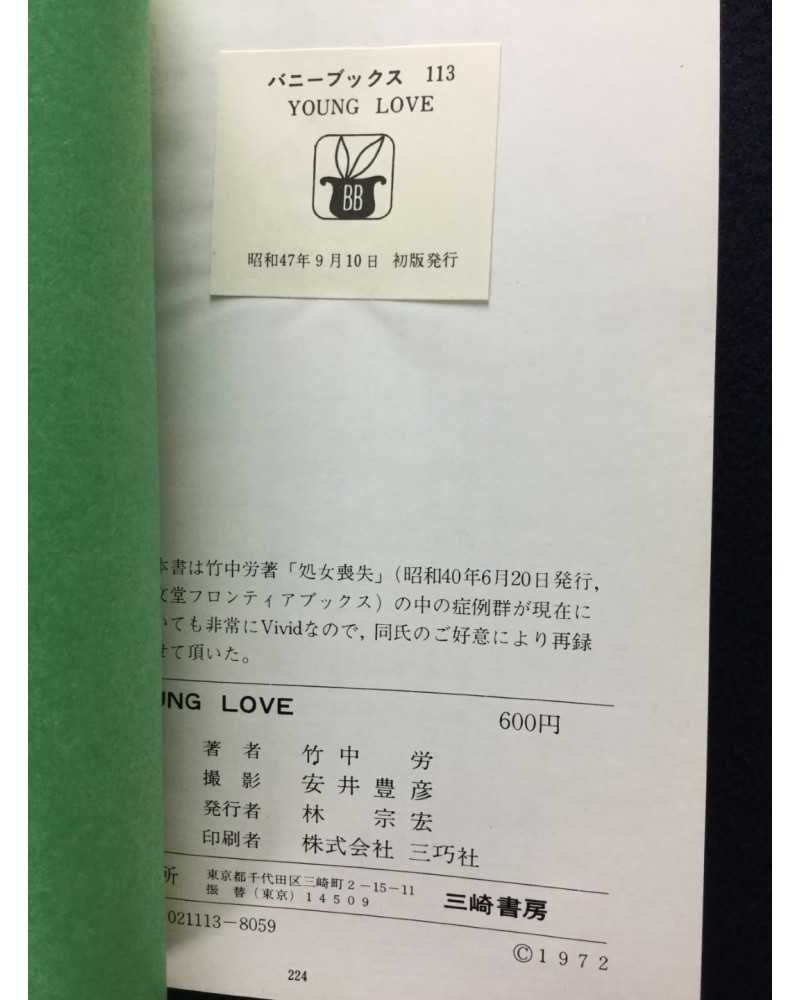 バニーブックス 113
YOUNG LOVE
BB
昭和47年9月10日 初版発行
本書は竹中労著「処女喪失」(昭和40年6月20日発行,
文堂フロンティアブックス)の中の症例群が現在に
いても非常にVividなので,同氏のご好意により再録
せて頂いた。
UNG LOVE 600円
著者 竹中 労
撮影 安井豊彦
発行者 林 宗宏
印刷者 株式会社 三巧社
所 東京都千代田区三崎町2-15-11
振替(東京)14509 三崎書房
021113-8059
©1972
224